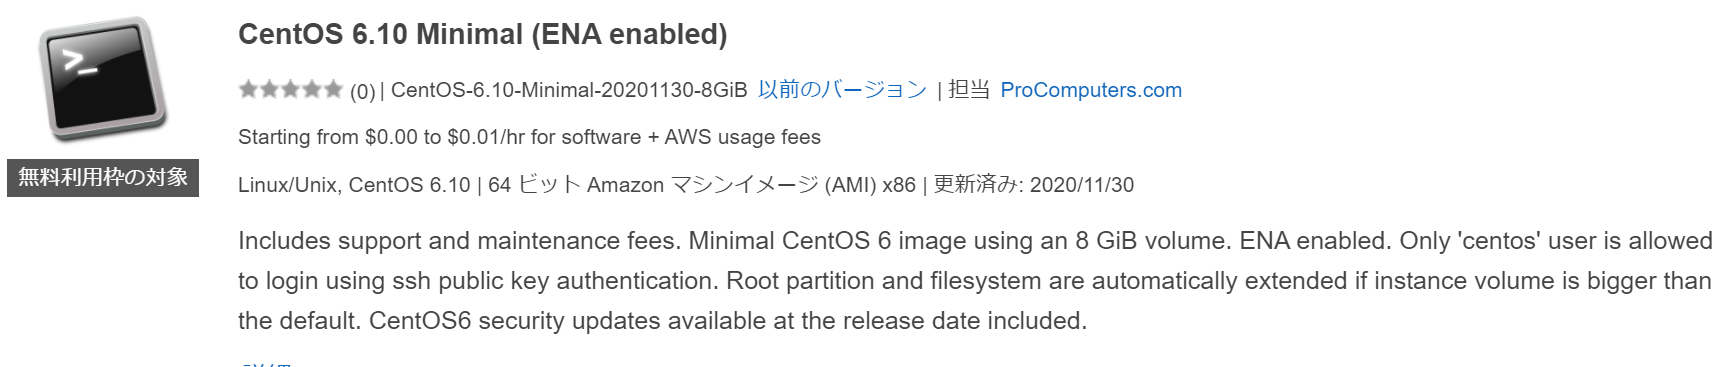 CentOS 6.10 Minimal (ENA enabled)
(0) | CentOS-6.10-Minimal-20201130-8GiB 以前のバージョン | 担当 ProComputers.com
Starting from $0.00 to $0.01/hr for software + AWS usage fees
無料利用枠の対象
Linux/Unix, CentOS 6.10 | 64 ビット Amazon マシンイメージ (AMI) x86 | 更新済み: 2020/11/30
Includes support and maintenance fees. Minimal CentOS 6 image using an 8 GiB volume. ENA enabled. Only 'centos' user is allowed
to login using ssh public key authentication. Root partition and filesystem are automatically extended if instance volume is bigger than
the default. CentOS6 security updates available at the release date included.